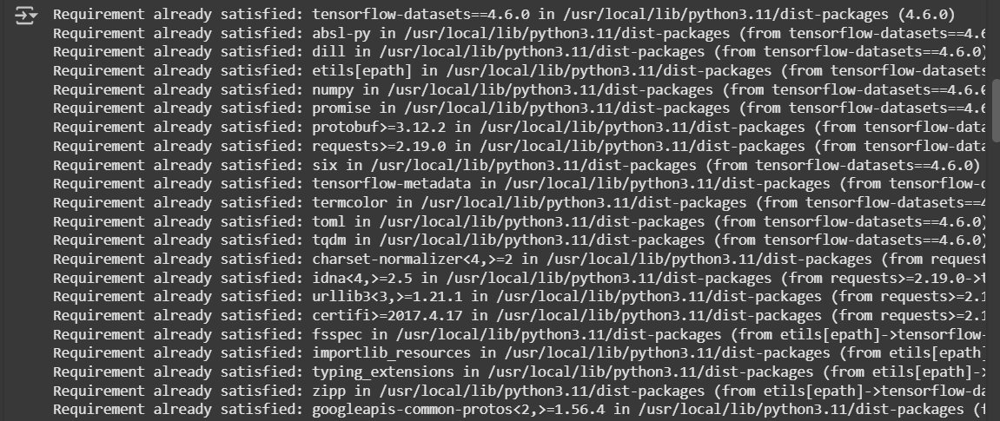 Requirement already satisfied: tensorflow-datasets==4.6.0 in /usr/local/lib/python3.11/dist-packages (4.6.0)
Requirement already satisfied: absl-py in /usr/local/lib/python3.11/dist-packages (from tensorflow-datasets==4.6
Requirement already satisfied: dill in /usr/local/lib/python3.11/dist-packages (from tensorflow-datasets==4.6.0)
Requirement already satisfied: etils[epath] in /usr/local/lib/python3.11/dist-packages (from tensorflow-datasets
Requirement already satisfied: numpy in /usr/local/lib/python3.11/dist-packages (from tensorflow-datasets==4.6.0
Requirement already satisfied: promise in /usr/local/lib/python3.11/dist-packages (from tensorflow-datasets==4.6
Requirement already satisfied: protobuf>=3.12.2 in /usr/local/lib/python3.11/dist-packages (from tensorflow-data
Requirement already satisfied: requests>=2.19.0 in /usr/local/lib/python3.11/dist-packages (from tensorflow-data
Requirement already satisfied: six in /usr/local/lib/python3.11/dist-packages (from tensorflow-datasets==4.6.0)
Requirement already satisfied: tensorflow-metadata in /usr/local/lib/python3.11/dist-packages (from tensorflow-d
Requirement already satisfied: termcolor in /usr/local/lib/python3.11/dist-packages (from tensorflow-datasets==4
Requirement already satisfied: toml in /usr/local/lib/python3.11/dist-packages (from tensorflow-datasets==4.6.0)
Requirement already satisfied: tqdm in /usr/local/lib/python3.11/dist-packages (from tensorflow-datasets==4.6.0)
Requirement already satisfied: charset-normalizer<4,>=2 in /usr/local/lib/python3.11/dist-packages (from request
Requirement already satisfied: idna<4,>=2.5 in /usr/local/lib/python3.11/dist-packages (from requests>=2.19.0->t
Requirement already satisfied: urllib3<3,>=1.21.1 in /usr/local/lib/python3.11/dist-packages (from requests>=2.1
Requirement already satisfied: certifi>=2017.4.17 in /usr/local/lib/python3.11/dist-packages (from requests>=2.1
Requirement already satisfied: fsspec in /usr/local/lib/python3.11/dist-packages (from etils[epath]->tensorflow-
Requirement already satisfied: importlib_resources in /usr/local/lib/python3.11/dist-packages (from etils[epath]
Requirement already satisfied: typing_extensions in /usr/local/lib/python3.11/dist-packages (from etils[epath]->
Requirement already satisfied: zipp in /usr/local/lib/python3.11/dist-packages (from etils[epath]->tensorflow-da
Requirement already satisfied: googleapis-common-protos<2,>=1.56.4 in /usr/local/lib/python3.11/dist-packages (f